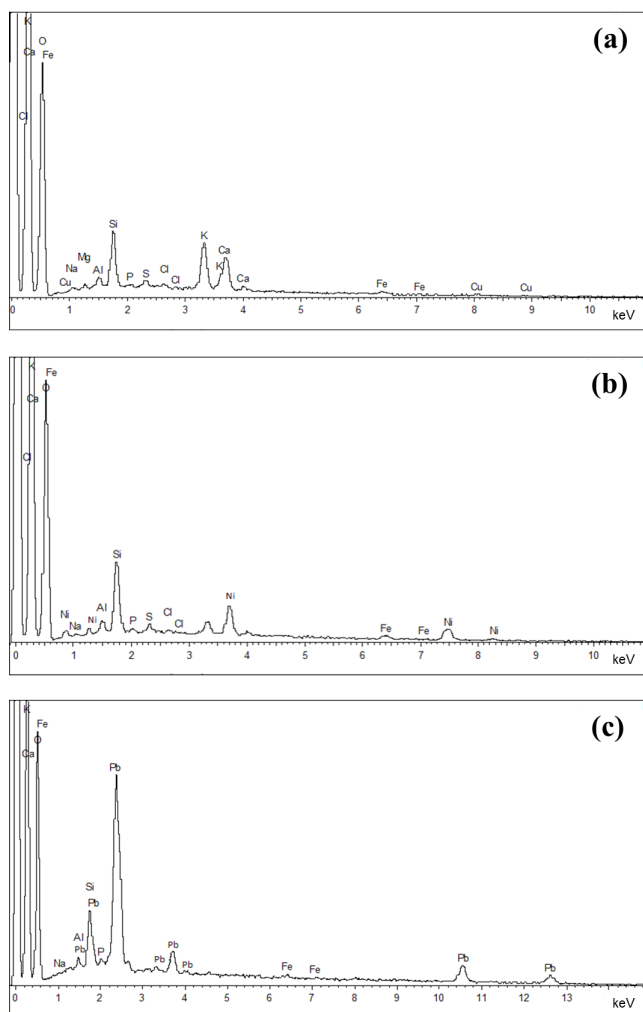 (a)
K
O
Ca Fe
Cl
Si
K
Ca
Mg
Na Al Cl
K
P S Cl Ca
Cu Fe Fe Cu Cu
0 1 2 3 4 5 6 7 8 9 10
keV
(b)
K Fe
O
Ca
Cl
Si
Ni
Ni Al Cl Ni
Na Ni P S Cl Fe Fe Ni
0 1 2 3 4 5 6 7 8 9 10
keV
(c)
K
Fe
O
Ca
Pb
Si
Pb
Al Pb
Pb P Pb Pb
Na Pb Pb Fe Fe
0 1 2 3 4 5 6 7 8 9 10 11 12 13
keV